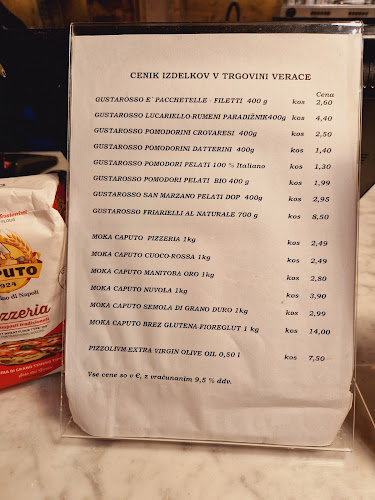 CENIK IZDELKOV V TRGOVINI VERACE
Cena
GUSTAROSSO E' PACCHETELLE - FILETTI 400 g kos 2,60
GUSTAROSSO LUCARIELLO-RUMENI PARADIŽNIK400g kos 4,40
GUSTAROSSO POMODORINI CROVARESI 400g kos 2,50
GUSTAROSSO POMODORINI DATTERINI 400g kos 1,40
GUSTAROSSO POMODORI PELATI 100 % Italiano kos 1,30
GUSTAROSSO POMODORI PELATI BIO 400 g kos 1,99
GUSTAROSSO SAN MARZANO PELATI DOP 400g kos 2,95
GUSTAROSSO FRIARIELLI AL NATURALE 700 g kos 8,50
MOKA CAPUTO PIZZERIA 1kg kos 2,49
MOKA CAPUTO CUOCO-ROSSA 1kg kos 2,49
MOKA CAPUTO MANITOBA ORO 1kg kos 2,80
MOKA CAPUTO NUVOLA 1kg kos 3,90
MOKA CAPUTO SEMOLA DI GRANO DURO 1kg kos 2,99
MOKA CAPUTO BREZ GLUTENA-FIOREGLUT 1 kg kos 14,00
PIZZOLIVM-EXTRA VIRGIN OLIVE OIL 0,50 l kos 7,50
Vse cene so v €, z vračunanim 9,5 % ddv.
PUTO
924
di Napoli
zzeria